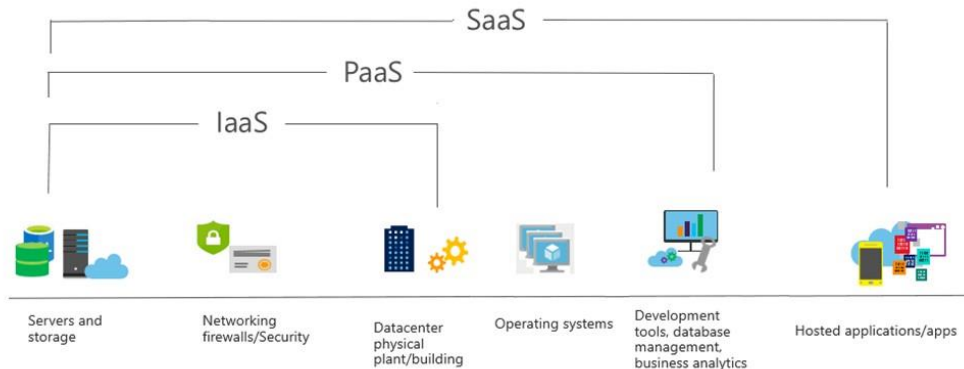 SaaS
PaaS
IaaS
Servers and
storage
Networking
firewalls/Security
Datacenter
physical
plant/building
Operating systems
Development
tools, database
management,
business analytics
Hosted applications/apps